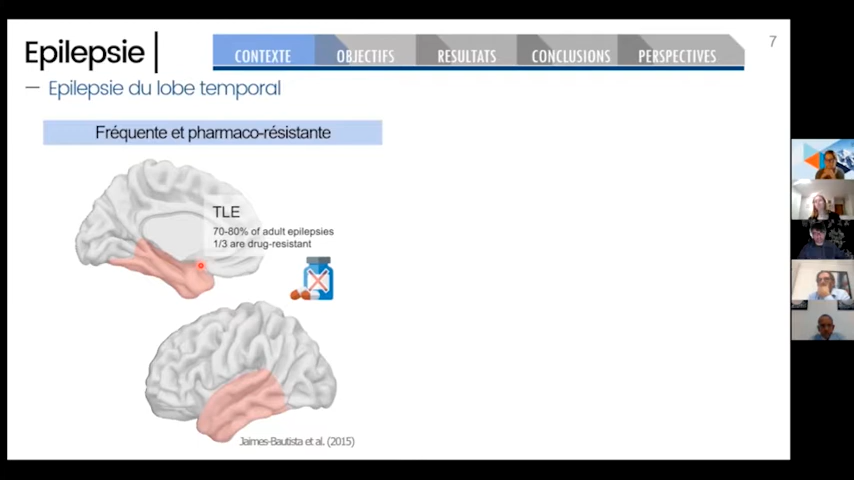 Epilepsie
CONTEXTE
OBJECTIFS
RESULTATS
CONCLUSIONS
PERSPECTIVES
7
— Epilepsie du lobe temporal
Fréquente et pharmaco-résistante
TLE
70-80% of adult epilepsies
1/3 are drug-resistant
Jaimes-Bautista et al. (2015)